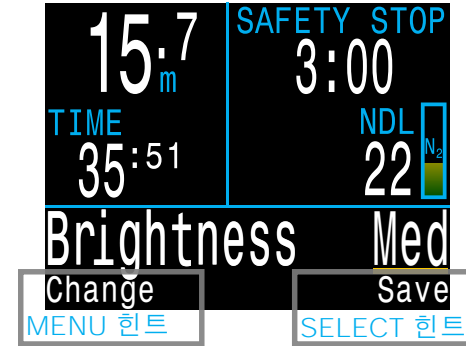 15.7
m
SAFETY STOP
3:00
TIME
35:51
NDL
22
N₂
Brightness Med
Change Save
MENU 힌트 SELECT 힌트